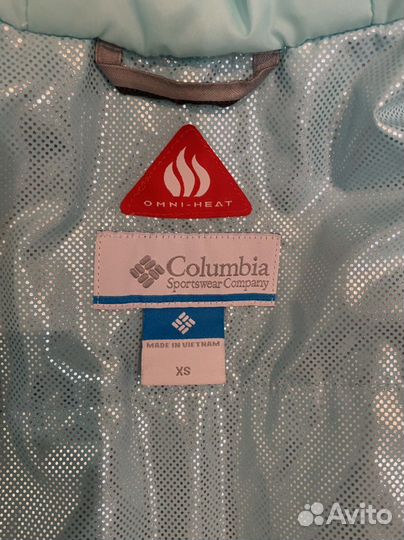 OMNI-HEAT
Columbia
Sportswear Company
MADE IN VIETNAM
XS
Avito